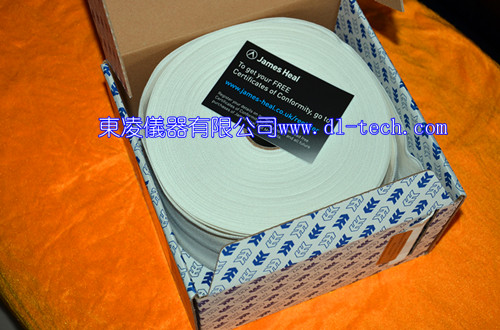 James Heal
To get your FREE
Certificates of Conformity, go to
www.james-heal.co.uk/re
東凌儀器有限公司www.dl-tech.com